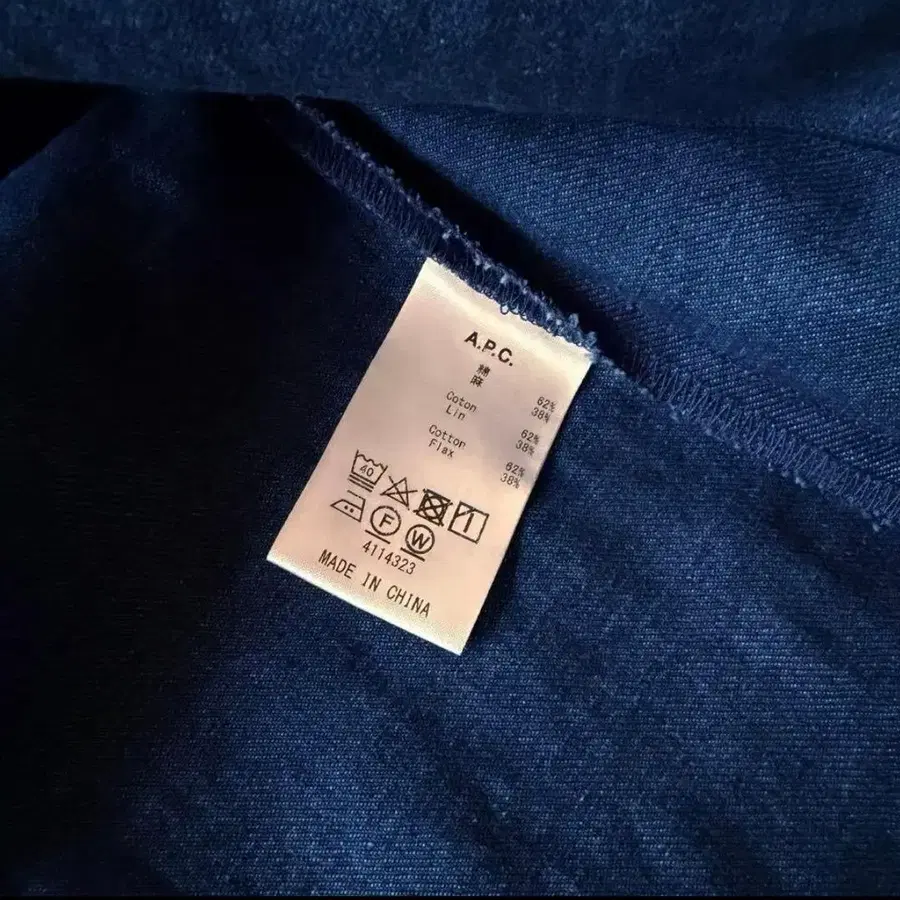 A.P.C.
綿 62%
麻 38%
Coton 62%
Lin 38%
Cotton 62%
Flax 38%
40
F W
4114323
MADE IN CHINA